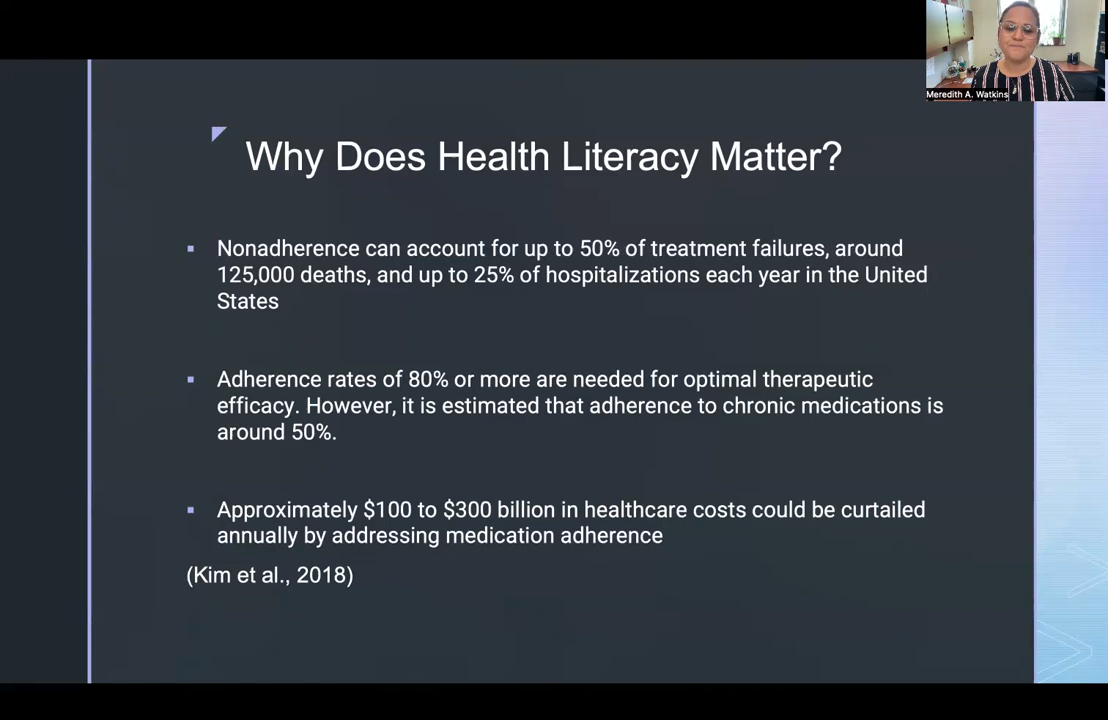 Meredith A. Watkins
Why Does Health Literacy Matter?
Nonadherence can account for up to 50% of treatment failures, around
125,000 deaths, and up to 25% of hospitalizations each year in the United
States
Adherence rates of 80% or more are needed for optimal therapeutic
efficacy. However, it is estimated that adherence to chronic medications is
around 50%.
Approximately $100 to $300 billion in healthcare costs could be curtailed
annually by addressing medication adherence
(Kim et al., 2018)